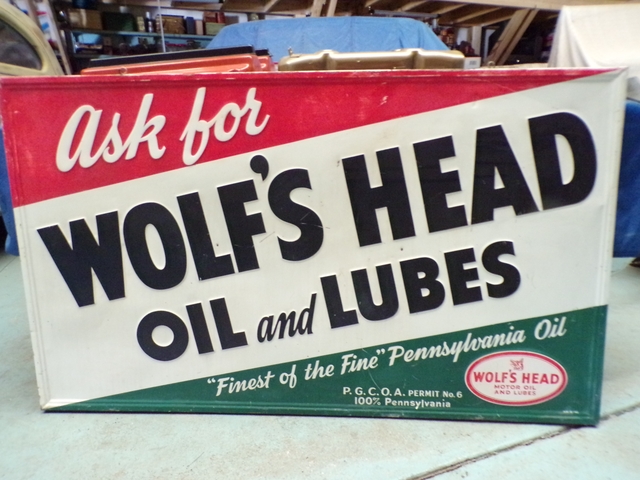 Ask for
WOLF'S HEAD
OIL and LUBES
"Finest of the Fine" Pennsylvania Oil
P.G.C.O.A. PERMIT No. 6
100% Pennsylvania
WOLF'S HEAD
MOTOR OIL
AND LUBES